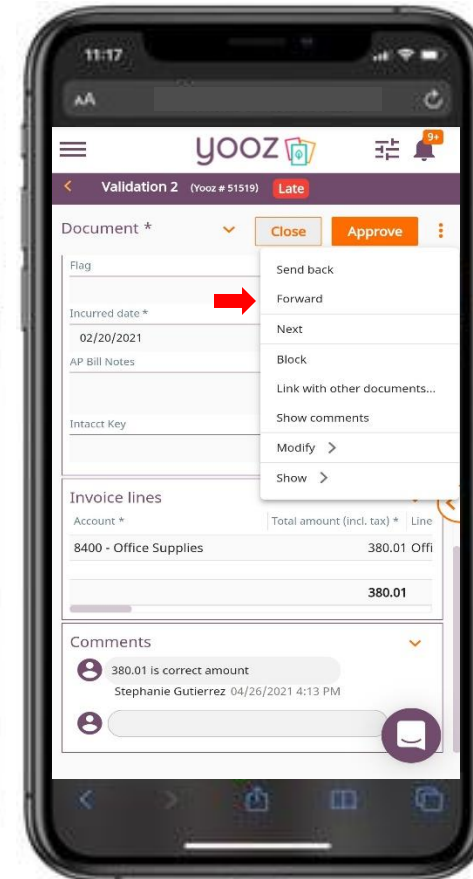 11:17
AA
yooz
9+
Validation 2 (Yooz # 51519) Late
Document *
Close
Approve
Flag
Incurred date *
02/20/2021
AP Bill Notes
Intacct Key
Send back
Forward
Next
Block
Link with other documents...
Show comments
Modify
Show
Invoice lines
Account * Total amount (incl. tax) * Line
8400 - Office Supplies 380.01 Offi
380.01
Comments
380.01 is correct amount
Stephanie Gutierrez 04/26/2021 4:13 PM